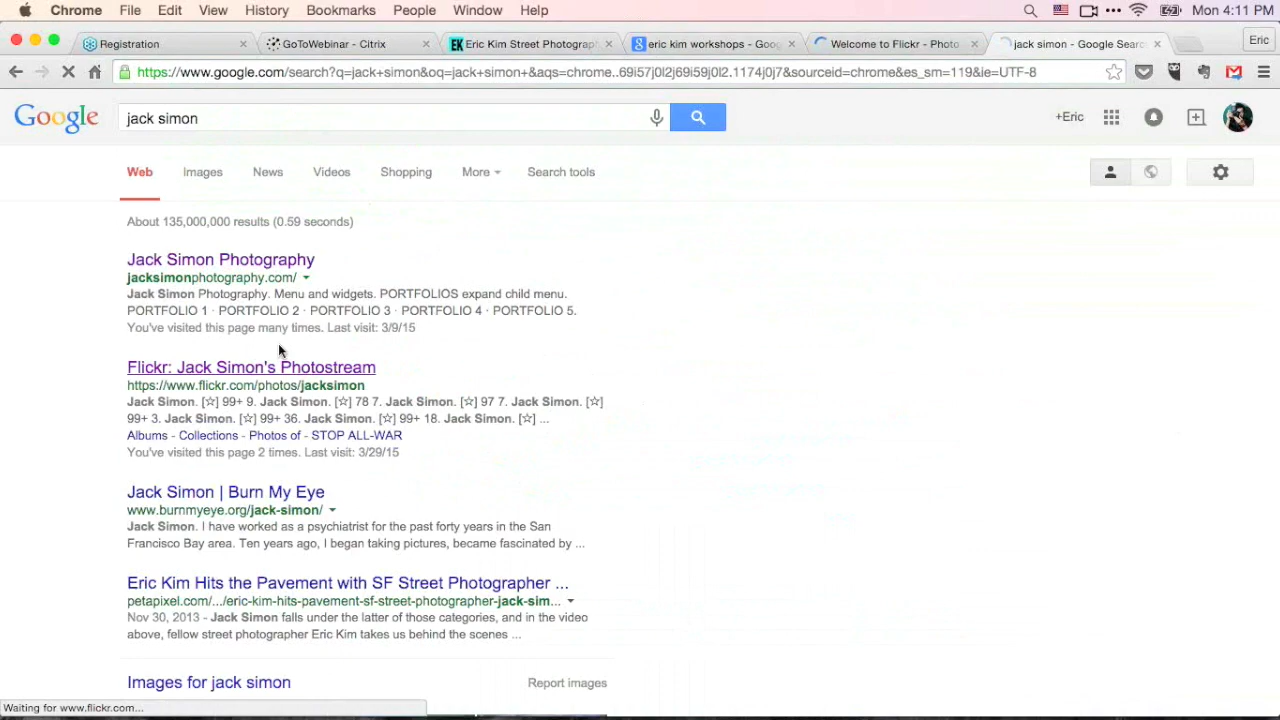 Chrome File Edit View History Bookmarks People Window Help Mon 4:11 PM
Registration GoToWebinar - Citrix EK Eric Kim Street Photograp eric kim workshops - Goo Welcome to Flickr - Photo jack simon - Google Searc Eric
https://www.google.com/search?q=jack+simon&oq=jack+simon+&aqs=chrome..69i57j0l2j69i59j0l2.1174j0j7&sourceid=chrome&es_sm=119&ie=UTF-8
Google jack simon +Eric
Web Images News Videos Shopping More Search tools
About 135,000,000 results (0.59 seconds)
Jack Simon Photography
jacksimonphotography.com/
Jack Simon Photography. Menu and widgets. PORTFOLIOS expand child menu.
PORTFOLIO 1 · PORTFOLIO 2 · PORTFOLIO 3 · PORTFOLIO 4 · PORTFOLIO 5.
You've visited this page many times. Last visit: 3/9/15
Flickr: Jack Simon's Photostream
https://www.flickr.com/photos/jacksimon
Jack Simon. [☆] 99+ 9. Jack Simon. [☆] 78 7. Jack Simon. [☆] 97 7. Jack Simon. [☆]
99+ 3. Jack Simon. [☆] 99+ 36. Jack Simon. [☆] 99+ 18. Jack Simon. [☆] ...
Albums - Collections - Photos of - STOP ALL-WAR
You've visited this page 2 times. Last visit: 3/29/15
Jack Simon | Burn My Eye
www.burnmyeye.org/jack-simon/
Jack Simon. I have worked as a psychiatrist for the past forty years in the San
Francisco Bay area. Ten years ago, I began taking pictures, became fascinated by ...
Eric Kim Hits the Pavement with SF Street Photographer ...
petapixel.com/.../eric-kim-hits-pavement-sf-street-photographer-jack-sim...
Nov 30, 2013 - Jack Simon falls under the latter of those categories, and in the video
above, fellow street photographer Eric Kim takes us behind the scenes ...
Images for jack simon Report images
Waiting for www.flickr.com...